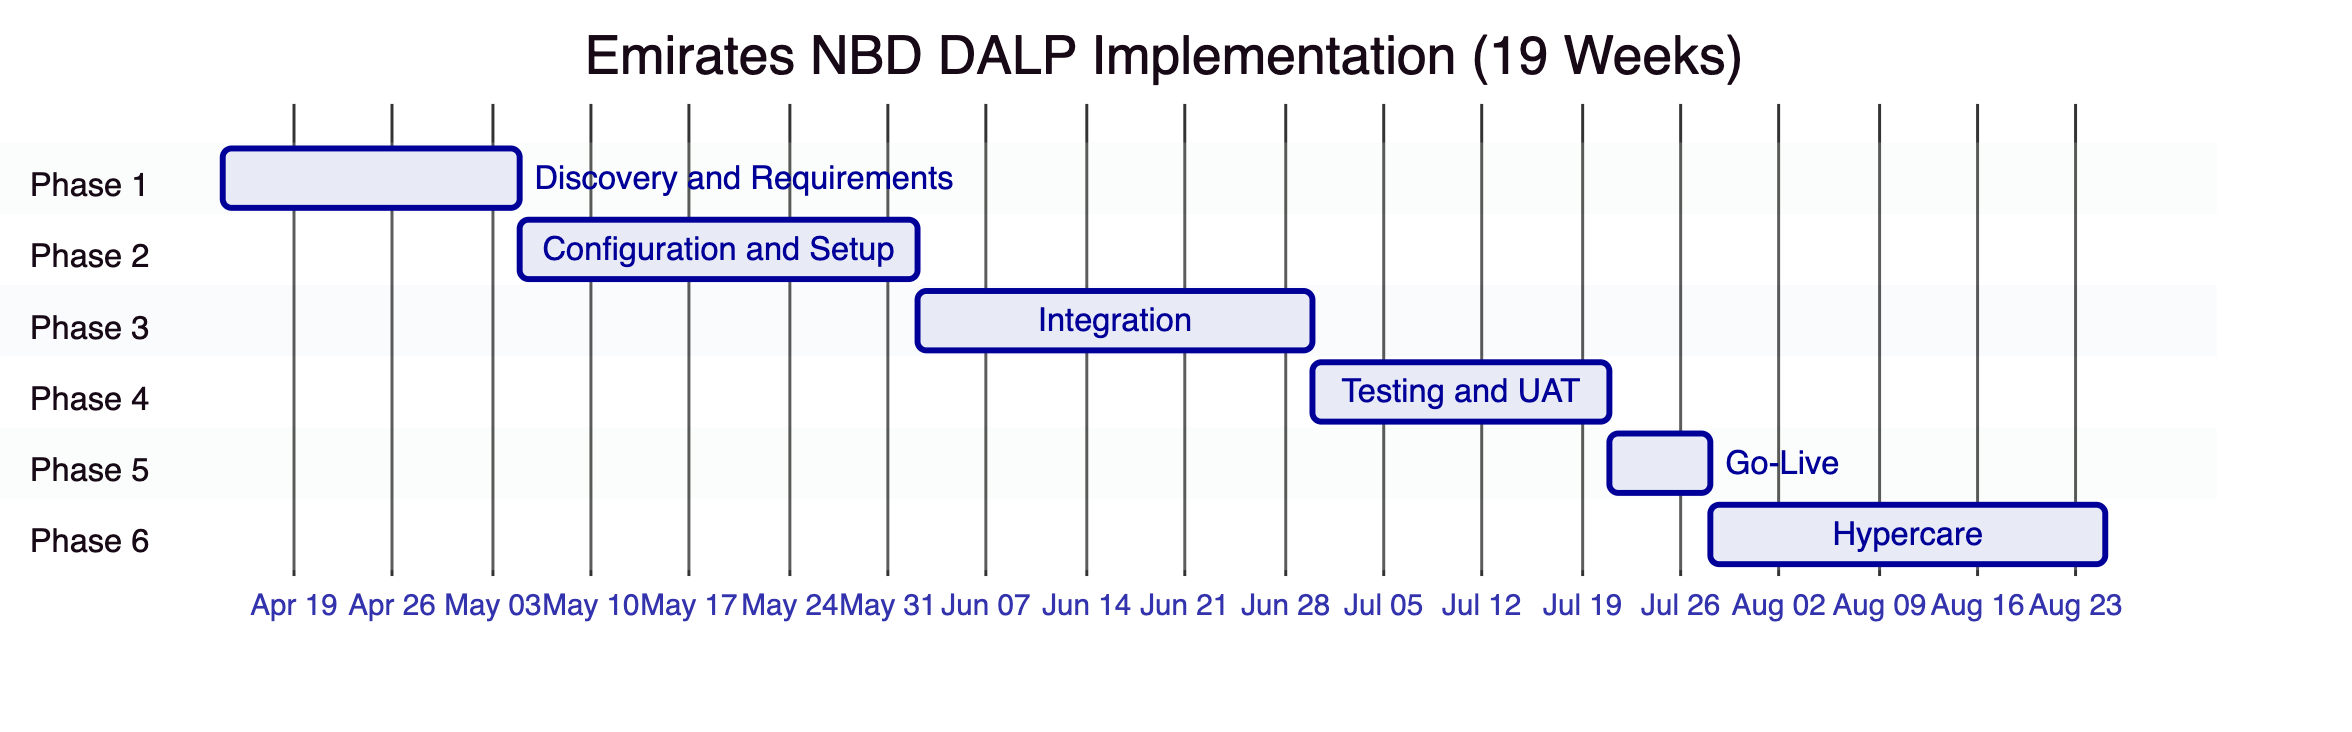 Emirates NBD DALP Implementation (19 Weeks)
Phase 1
Discovery and Requirements
Phase 2
Configuration and Setup
Phase 3
Integration
Phase 4
Testing and UAT
Phase 5
Go-Live
Phase 6
Hypercare
Apr 19 Apr 26 May 03 May 10 May 17 May 24 May 31 Jun 07 Jun 14 Jun 21 Jun 28 Jul 05 Jul 12 Jul 19 Jul 26 Aug 02 Aug 09 Aug 16 Aug 23